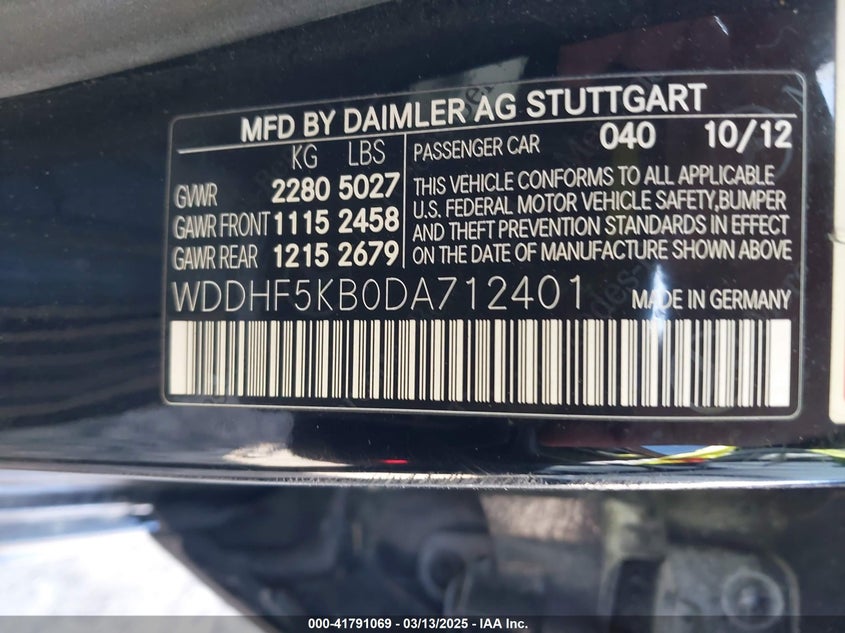 MFD BY DAIMLER AG STUTTGART
KG LBS
GVWR 2280 5027
GAWR FRONT 1115 2458
GAWR REAR 1215 2679
PASSENGER CAR 040 10/12
THIS VEHICLE CONFORMS TO ALL APPLICABLE
U.S. FEDERAL MOTOR VEHICLE SAFETY,BUMPER
AND THEFT PREVENTION STANDARDS IN EFFECT
ON THE DATE OF MANUFACTURE SHOWN ABOVE
WDDHF5KB0DA712401 MADE IN GERMANY
000-41791069 / 03/13/2025 / IAA Inc.